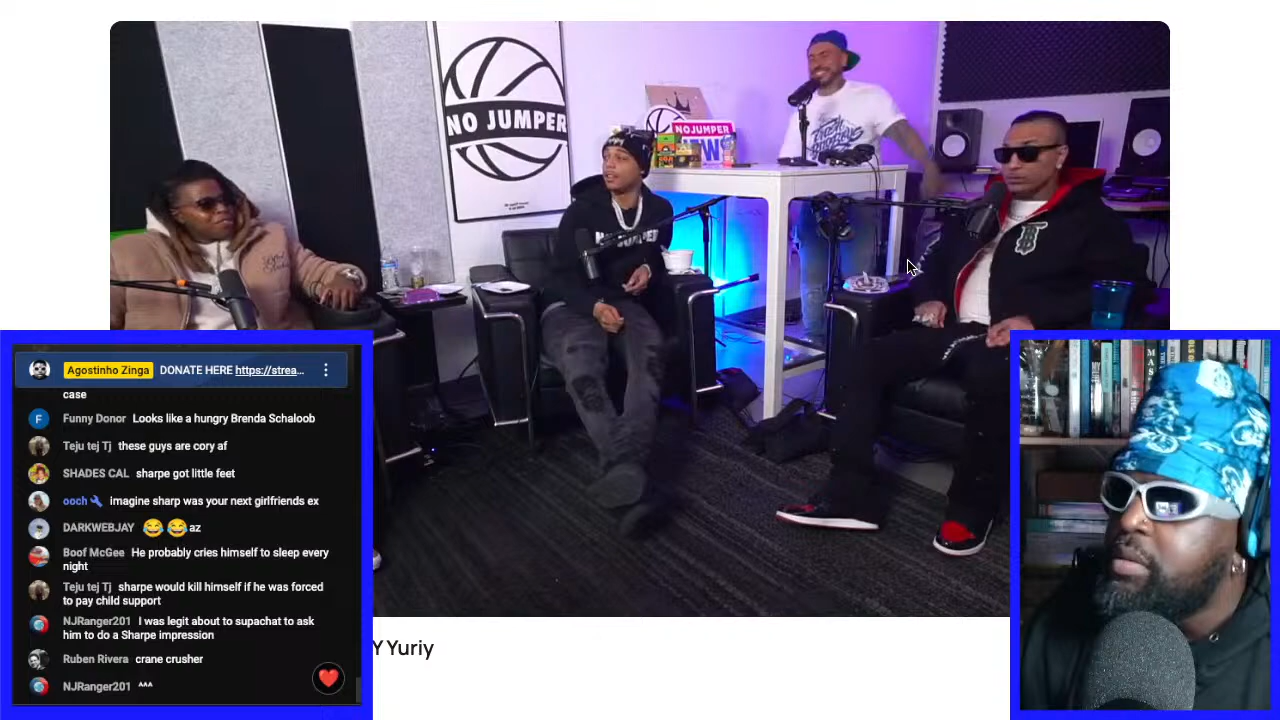 NO JUMPER
NOJUMPER
NO JUMPER
B
Agostinho Zinga DONATE HERE https://strea...
case
F Funny Donor Looks like a hungry Brenda Schaloob
Teju tej Tj these guys are cory af
SHADES CAL sharpe got little feet
ooch imagine sharp was your next girlfriends ex
DARKWEBJAY 😂😂az
Boof McGee He probably cries himself to sleep every
night
Teju tej Tj sharpe would kill himself if he was forced
to pay child support
NJRanger201 I was legit about to supachat to ask
him to do a Sharpe impression
Ruben Rivera crane crusher
NJRanger201 ^^^
Y Yuriy